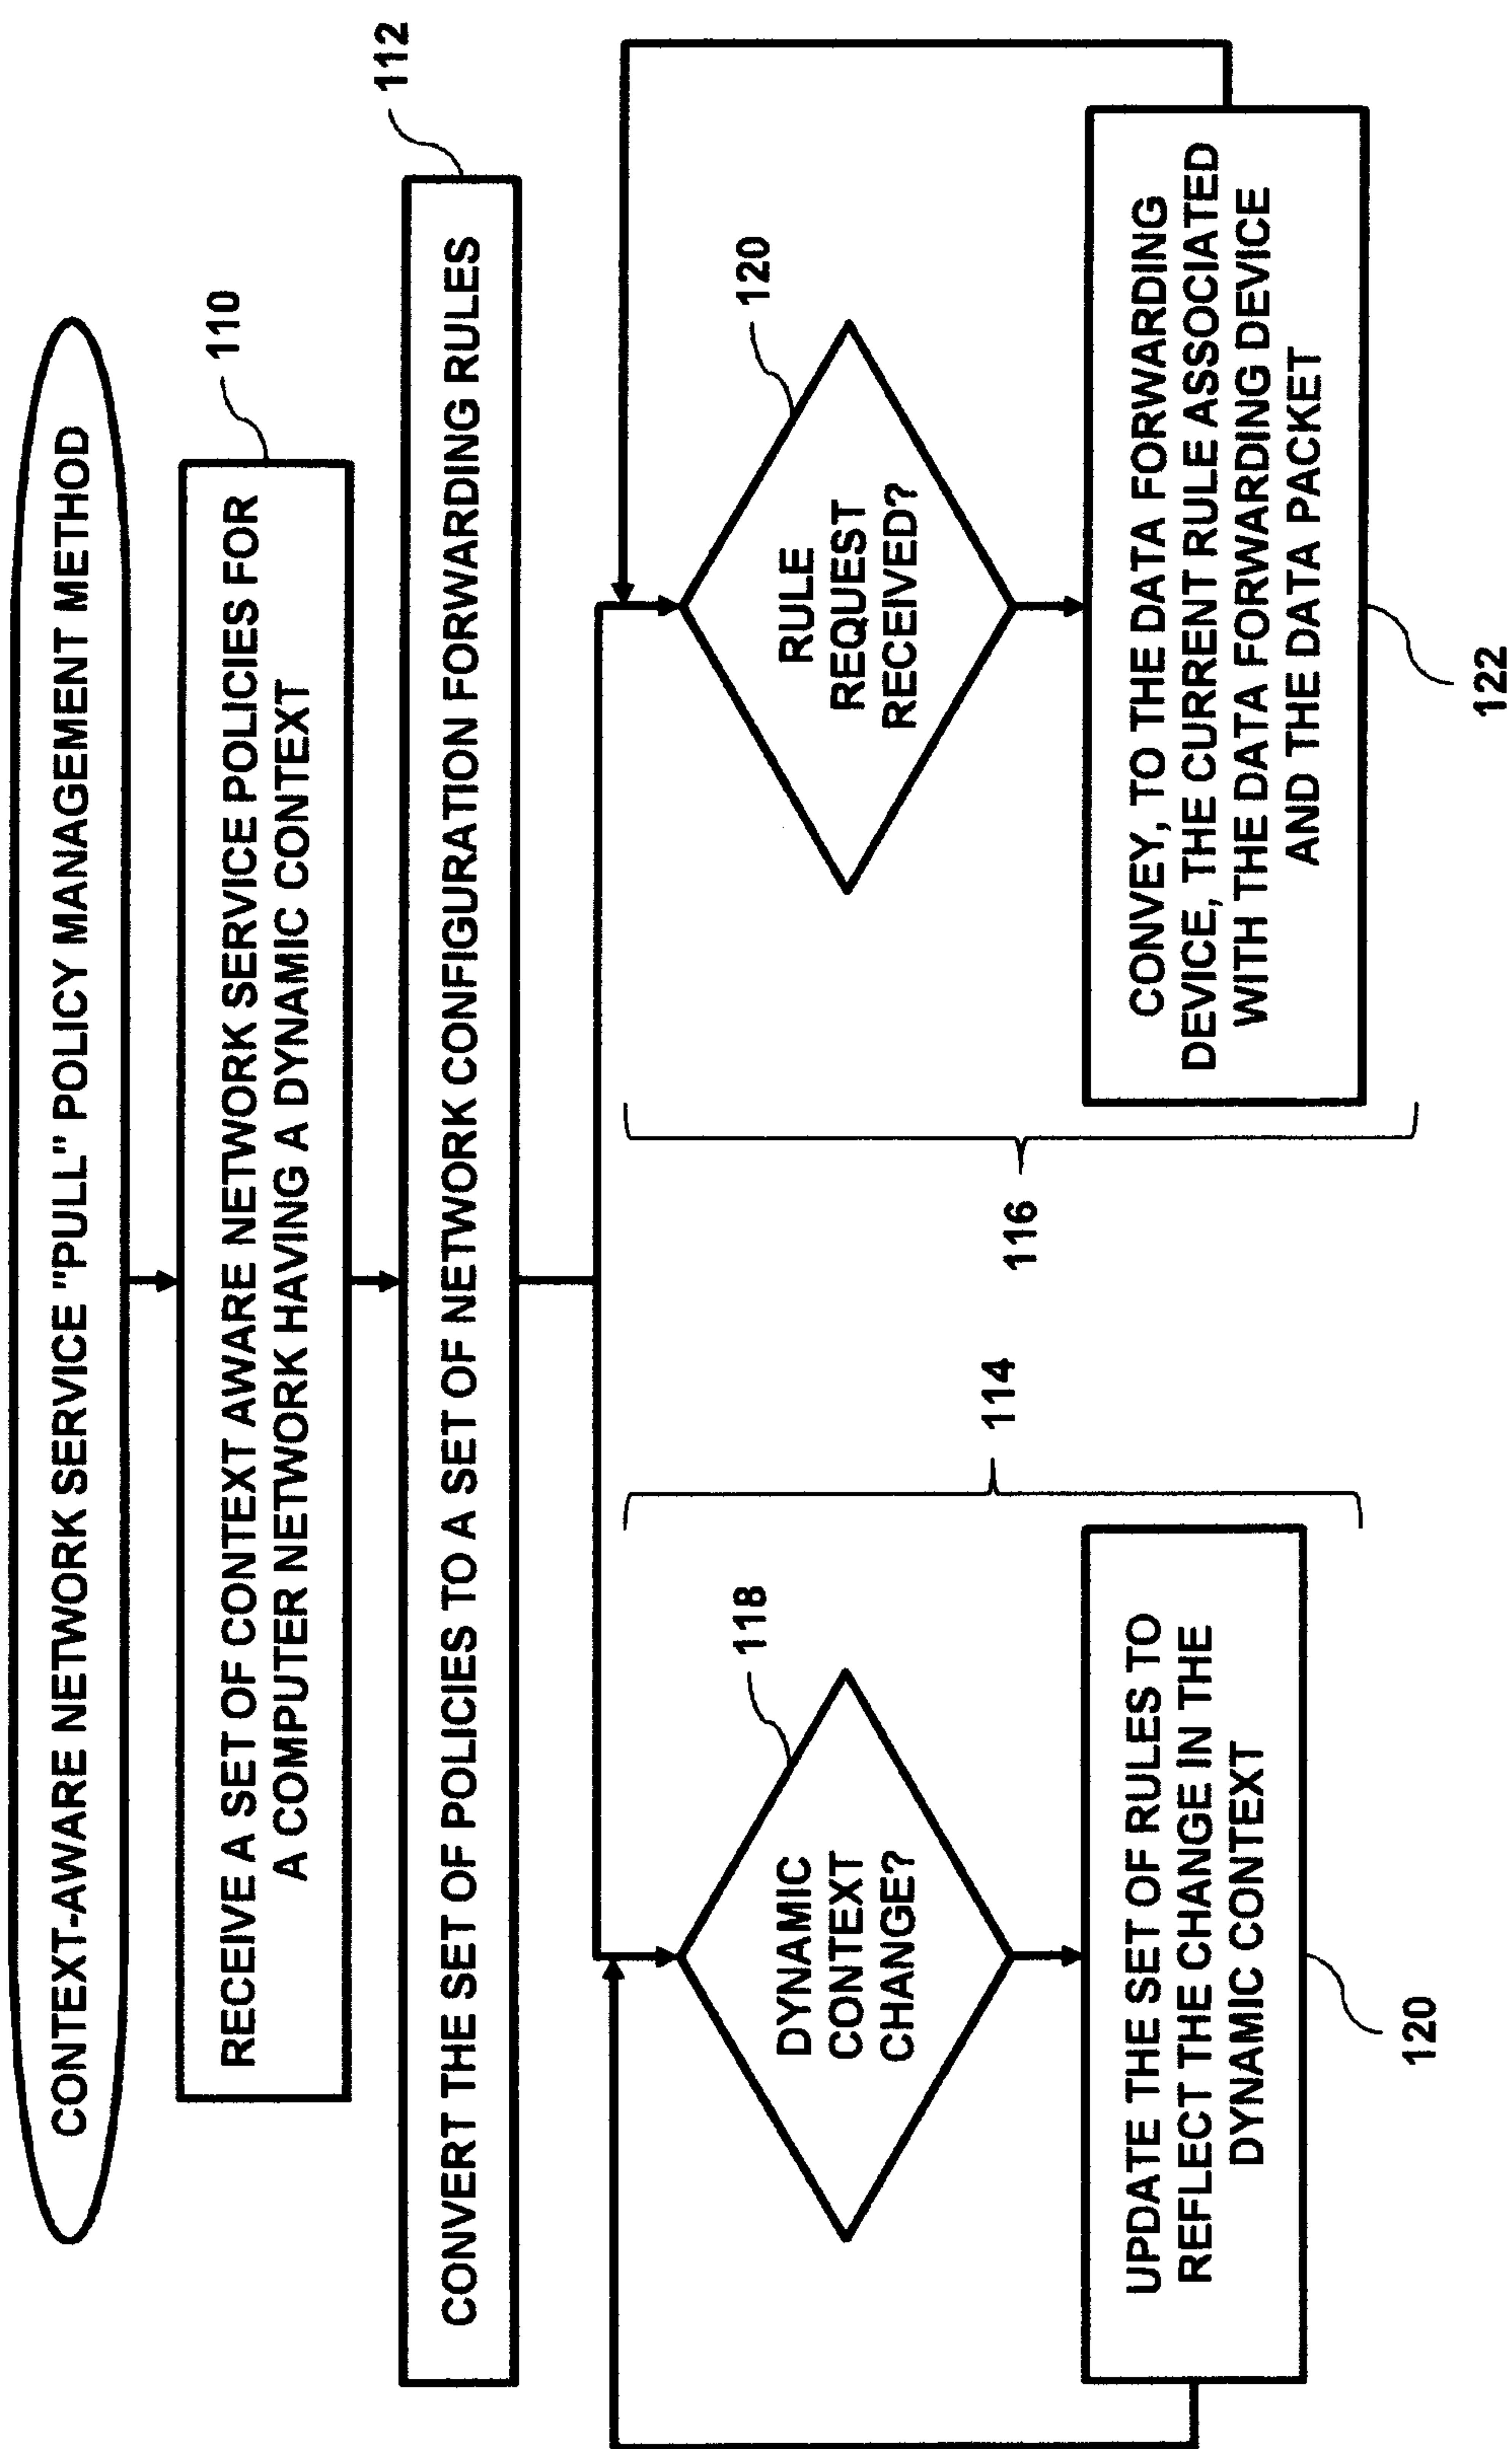 CONTEXT-AWARE NETWORK SERVICE "PULL" POLICY MANAGEMENT METHOD
110
RECEIVE A SET OF CONTEXT AWARE NETWORK SERVICE POLICIES FOR
A COMPUTER NETWORK HAVING A DYNAMIC CONTEXT
112
CONVERT THE SET OF POLICIES TO A SET OF NETWORK CONFIGURATION FORWARDING RULES
118
DYNAMIC
CONTEXT
CHANGE?
114
UPDATE THE SET OF RULES TO
REFLECT THE CHANGE IN THE
DYNAMIC CONTEXT
120
120
RULE
REQUEST
RECEIVED?
116
CONVEY, TO THE DATA FORWARDING
DEVICE, THE CURRENT RULE ASSOCIATED
WITH THE DATA FORWARDING DEVICE
AND THE DATA PACKET
122